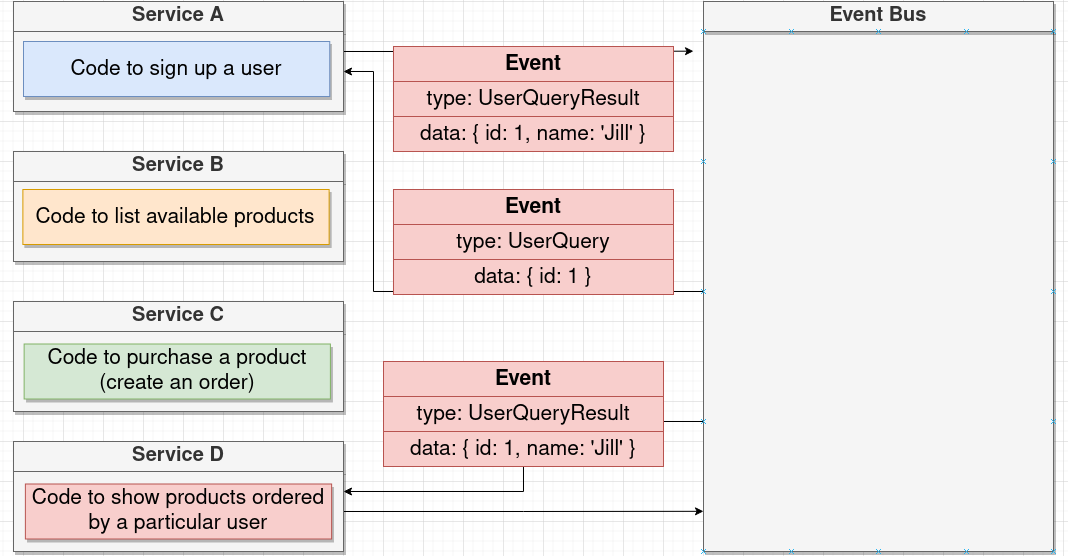 Service A
Code to sign up a user
Service B
Code to list available products
Service C
Code to purchase a product
(create an order)
Service D
Code to show products ordered
by a particular user
Event
type: UserQueryResult
data: { id: 1, name: 'Jill' }
Event
type: UserQuery
data: { id: 1 }
Event
type: UserQueryResult
data: { id: 1, name: 'Jill' }
Event Bus